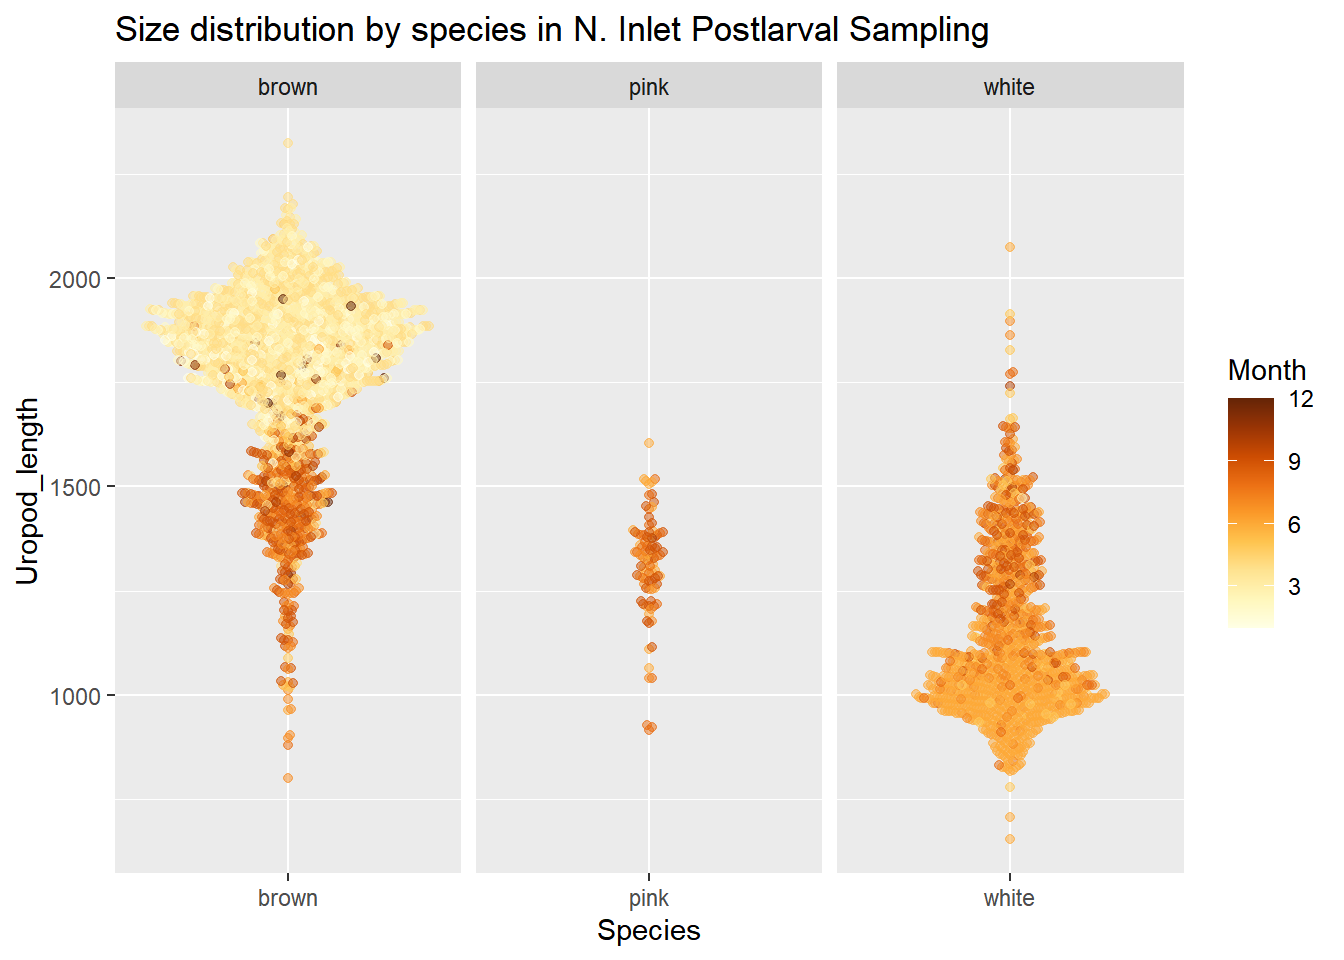 Size distribution by species in N. Inlet Postlarval Sampling
brown
pink
white
2000
1500
1000
Uropod_length
brown
pink
white
Species
Month
12
9
6
3